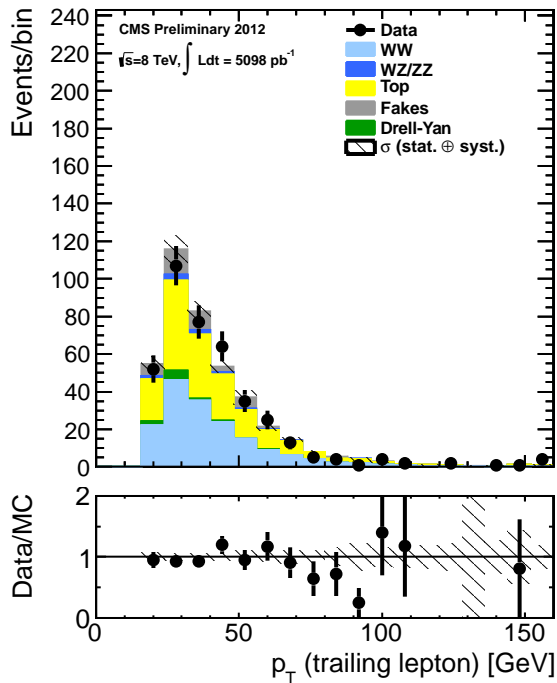 CMS Preliminary 2012
√s=8 TeV, ∫ Ldt = 5098 pb⁻¹
Data
WW
WZ/ZZ
Top
Fakes
Drell-Yan
σ (stat. ⊕ syst.)
Events/bin
240
220
200
180
160
140
120
100
80
60
40
20
0
Data/MC
2
1
0
0 50 100 150
p_T (trailing lepton) [GeV]